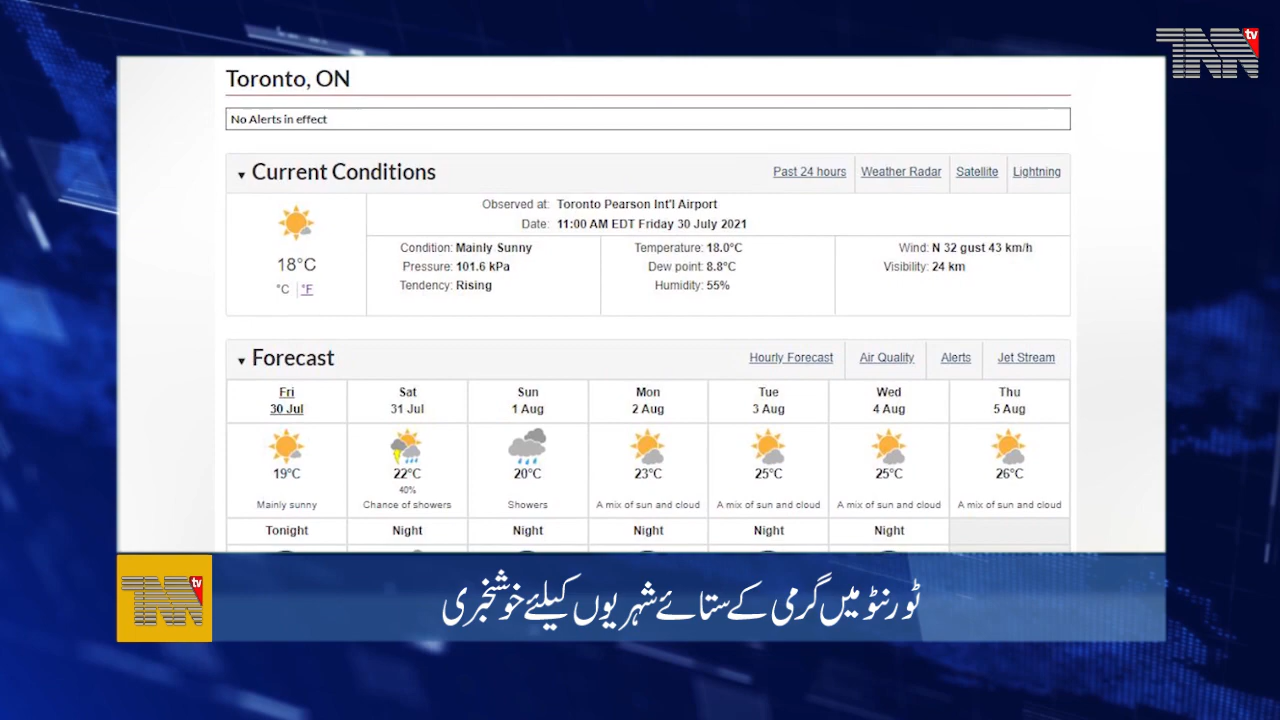 TNN tv
Toronto, ON
No Alerts in effect
▼ Current Conditions
Past 24 hours Weather Radar Satellite Lightning
Observed at: Toronto Pearson Int'l Airport
Date: 11:00 AM EDT Friday 30 July 2021
18°C
°C °F
Condition: Mainly Sunny Temperature: 18.0°C Wind: N 32 gust 43 km/h
Pressure: 101.6 kPa Dew point: 8.8°C Visibility: 24 km
Tendency: Rising Humidity: 55%
▼ Forecast
Hourly Forecast Air Quality Alerts Jet Stream
Fri Sat Sun Mon Tue Wed Thu
30 Jul 31 Jul 1 Aug 2 Aug 3 Aug 4 Aug 5 Aug
19°C 22°C 20°C 23°C 25°C 25°C 26°C
40%
Mainly sunny Chance of showers Showers A mix of sun and cloud A mix of sun and cloud A mix of sun and cloud A mix of sun and cloud
Tonight Night Night Night Night Night
TNN tv
ٹورنٹو میں گرمی کے ستائے شہریوں کیلئے خوشخبری